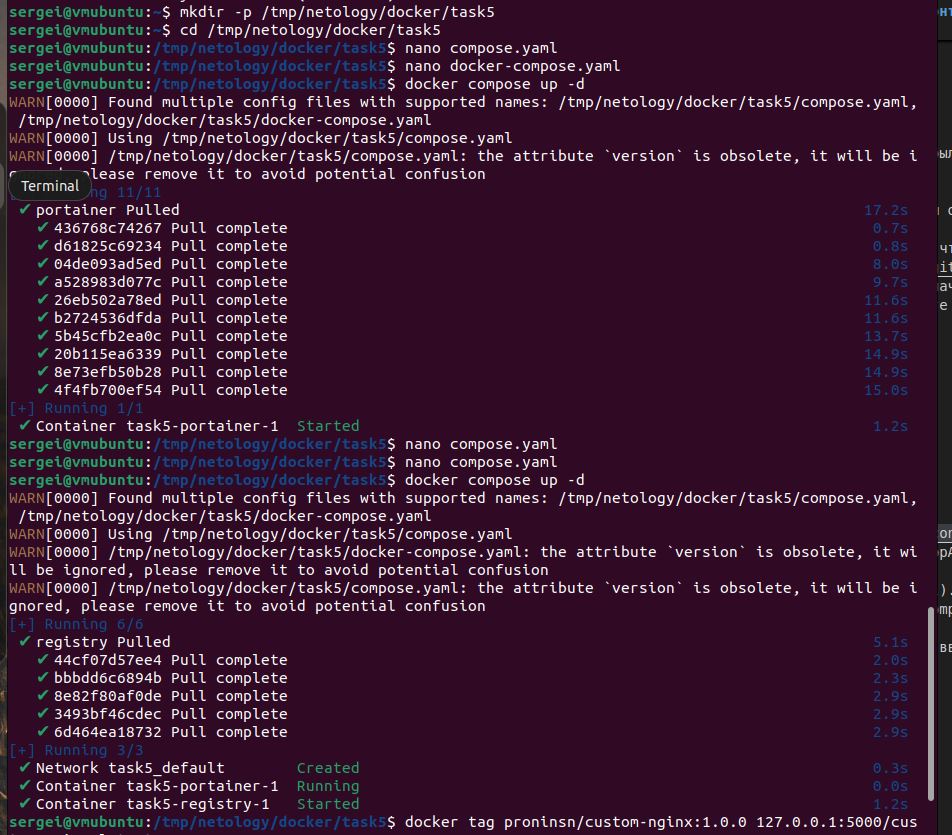 sergei@vmubuntu:~$ mkdir -p /tmp/netology/docker/task5
sergei@vmubuntu:~$ cd /tmp/netology/docker/task5
sergei@vmubuntu:/tmp/netology/docker/task5$ nano compose.yaml
sergei@vmubuntu:/tmp/netology/docker/task5$ nano docker-compose.yaml
sergei@vmubuntu:/tmp/netology/docker/task5$ docker compose up -d
WARN[0000] Found multiple config files with supported names: /tmp/netology/docker/task5/compose.yaml,
/tmp/netology/docker/task5/docker-compose.yaml
WARN[0000] Using /tmp/netology/docker/task5/compose.yaml
WARN[0000] /tmp/netology/docker/task5/compose.yaml: the attribute `version` is obsolete, it will be i
please remove it to avoid potential confusion
Terminal
ng 11/11
✔ portainer Pulled 17.2s
✔ 436768c74267 Pull complete 0.7s
✔ d61825c69234 Pull complete 0.8s
✔ 04de093ad5ed Pull complete 8.0s
✔ a528983d077c Pull complete 9.7s
✔ 26eb502a78ed Pull complete 11.6s
✔ b2724536dfda Pull complete 11.6s
✔ 5b45cfb2ea0c Pull complete 13.7s
✔ 20b115ea6339 Pull complete 14.9s
✔ 8e73efb50b28 Pull complete 14.9s
✔ 4f4fb700ef54 Pull complete 15.0s
[+] Running 1/1
✔ Container task5-portainer-1 Started 1.2s
sergei@vmubuntu:/tmp/netology/docker/task5$ nano compose.yaml
sergei@vmubuntu:/tmp/netology/docker/task5$ nano compose.yaml
sergei@vmubuntu:/tmp/netology/docker/task5$ docker compose up -d
WARN[0000] Found multiple config files with supported names: /tmp/netology/docker/task5/compose.yaml,
/tmp/netology/docker/task5/docker-compose.yaml
WARN[0000] Using /tmp/netology/docker/task5/compose.yaml
WARN[0000] /tmp/netology/docker/task5/docker-compose.yaml: the attribute `version` is obsolete, it wi
ll be ignored, please remove it to avoid potential confusion
WARN[0000] /tmp/netology/docker/task5/compose.yaml: the attribute `version` is obsolete, it will be i
gnored, please remove it to avoid potential confusion
[+] Running 6/6
✔ registry Pulled 5.1s
✔ 44cf07d57ee4 Pull complete 2.0s
✔ bbbdd6c6894b Pull complete 2.3s
✔ 8e82f80af0de Pull complete 2.9s
✔ 3493bf46cdec Pull complete 2.9s
✔ 6d464ea18732 Pull complete 2.9s
[+] Running 3/3
✔ Network task5_default Created 0.3s
✔ Container task5-portainer-1 Running 0.0s
✔ Container task5-registry-1 Started 1.2s
sergei@vmubuntu:/tmp/netology/docker/task5$ docker tag proninsn/custom-nginx:1.0.0 127.0.0.1:5000/cus